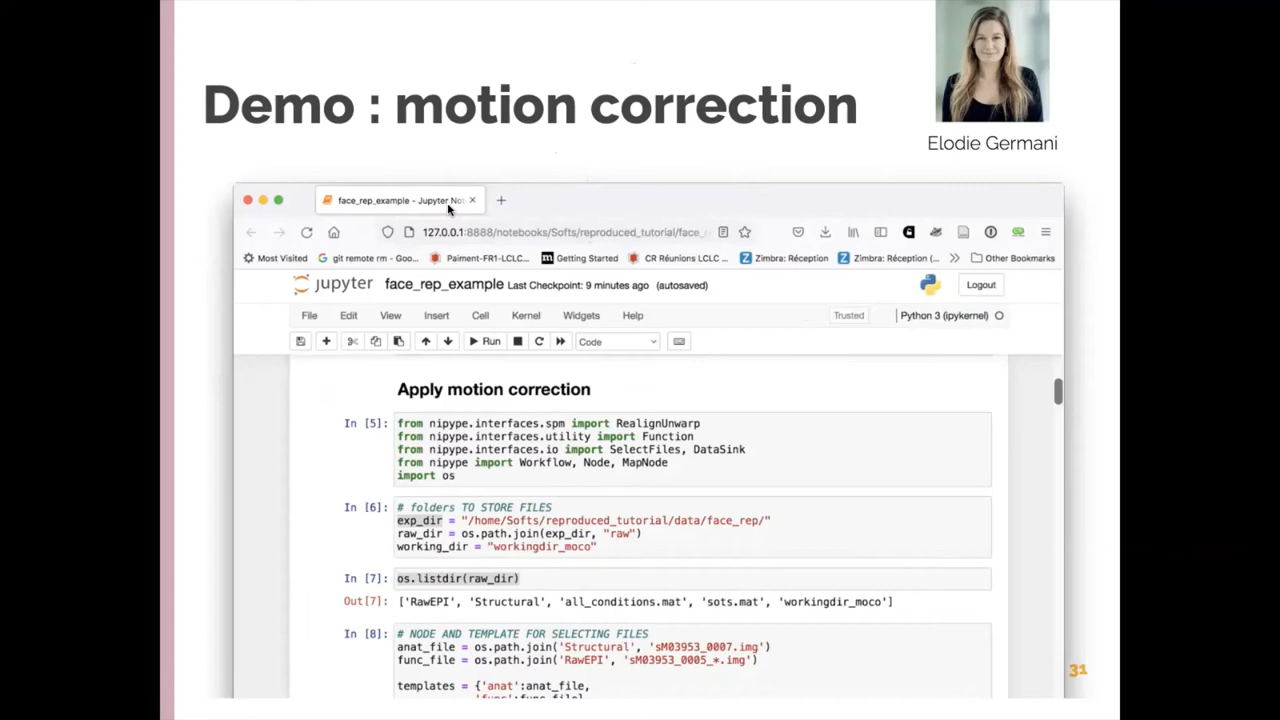 Demo : motion correction
Elodie Germani
face_rep_example - Jupyter Not
127.0.0.1:8888/notebooks/Softs/reproduced_tutorial/face_
Most Visited
git remote rm - Goo...
Paiment-FR1-LCLC...
Getting Started
CR Réunions LCLC ...
Zimbra: Réception
Zimbra: Réception (...
Other Bookmarks
jupyter face_rep_example Last Checkpoint: 9 minutes ago (autosaved)
Logout
File Edit View Insert Cell Kernel Widgets Help
Trusted
Python 3 (ipykernel)
Run
Code
Apply motion correction
In [5]: from nipype.interfaces.spm import RealignUnwarp
from nipype.interfaces.utility import Function
from nipype.interfaces.io import SelectFiles, DataSink
from nipype import Workflow, Node, MapNode
import os
In [6]: # folders TO STORE FILES
exp_dir = "/home/Softs/reproduced_tutorial/data/face_rep/"
raw_dir = os.path.join(exp_dir, "raw")
working_dir = "workingdir_moco"
In [7]: os.listdir(raw_dir)
Out[7]: ['RawEPI', 'Structural', 'all_conditions.mat', 'sots.mat', 'workingdir_moco']
In [8]: # NODE AND TEMPLATE FOR SELECTING FILES
anat_file = os.path.join('Structural', 'sM03953_0007.img')
func_file = os.path.join('RawEPI', 'sM03953_0005_*.img')
templates = {'anat':anat_file,
31